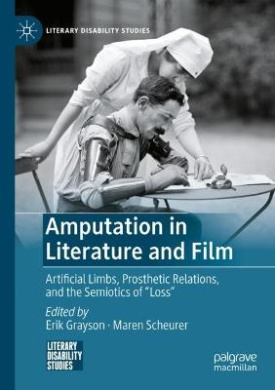 LITERARY DISABILITY STUDIES
Amputation in
Literature and Film
Artificial Limbs, Prosthetic Relations,
and the Semiotics of "Loss"
Edited by
Erik Grayson · Maren Scheurer
LITERARY
DISABILITY
STUDIES
palgrave
macmillan